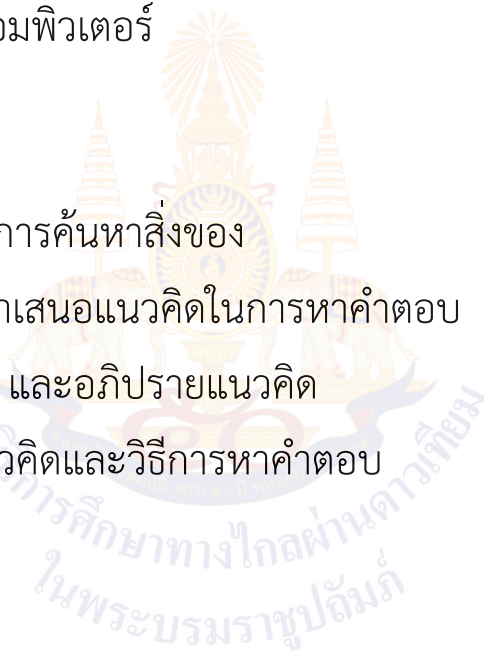 อมพิวเตอร์
การค้นหาสิ่งของ
าเสนอแนวคิดในการหาคำตอบ
และอภิปรายแนวคิด
วคิดและวิธีการหาคำตอบ
การศึกษาทางไกลผ่านดาวเทียม
ในพระบรมราชูปถัมภ์